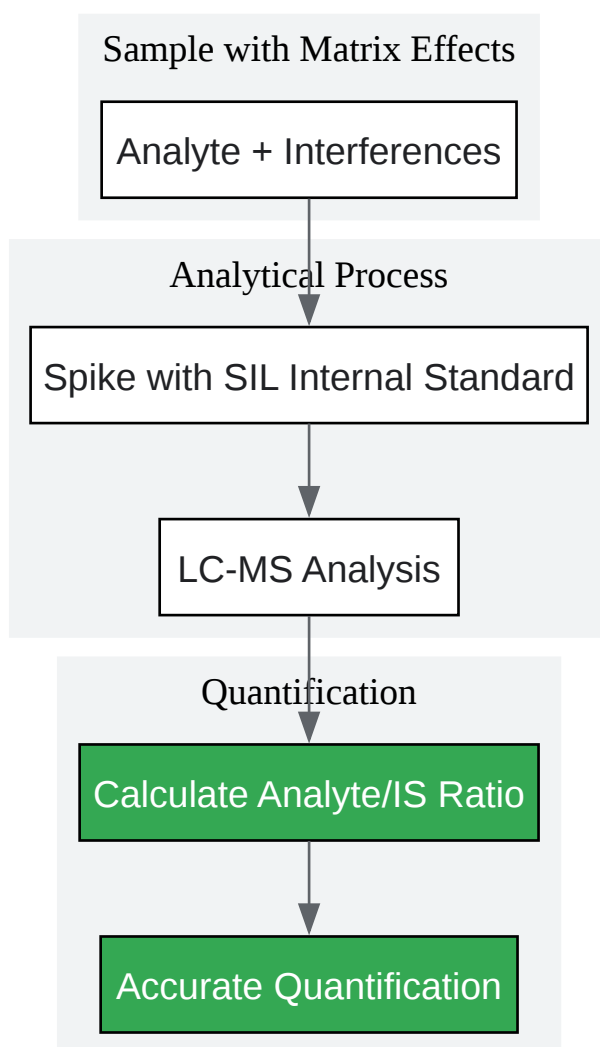 Sample with Matrix Effects
Analyte + Interferences
Analytical Process
Spike with SIL Internal Standard
LC-MS Analysis
Quantification
Calculate Analyte/IS Ratio
Accurate Quantification